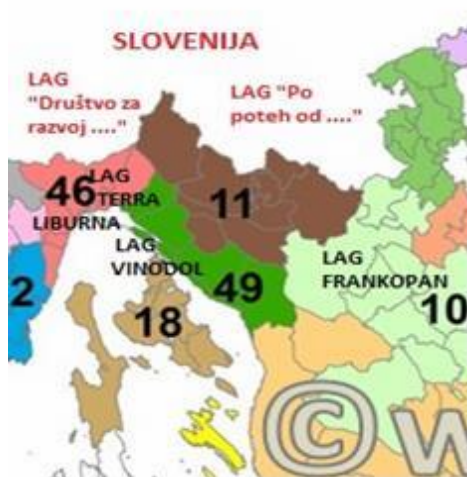 SLOVENIJA
LAG
"Društvo za
razvoj ...."
LAG "Po
poteh od ...."
46
LAG
TERRA
LIBURNA
11
LAG
VINODOL
49
LAG
FRANKOPAN
2
18
10
© w